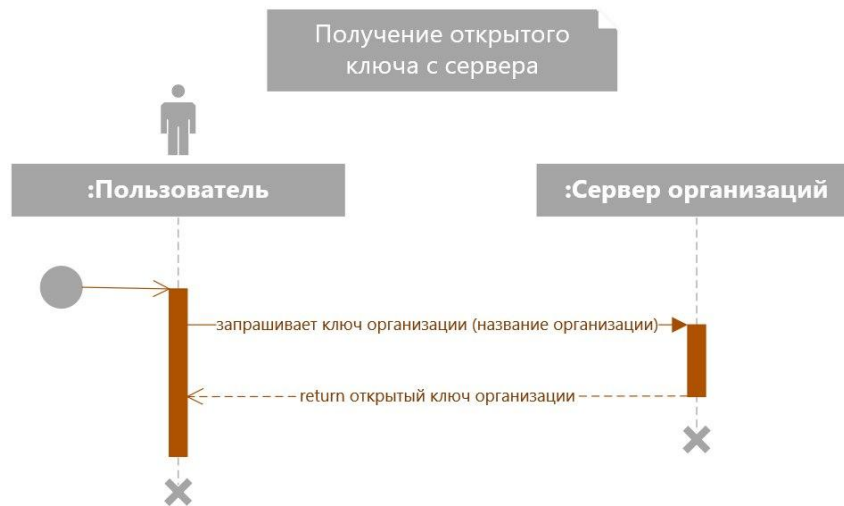 Получение открытого
ключа с сервера
:Пользователь
:Сервер организаций
запрашивает ключ организации (название организации)
return открытый ключ организации